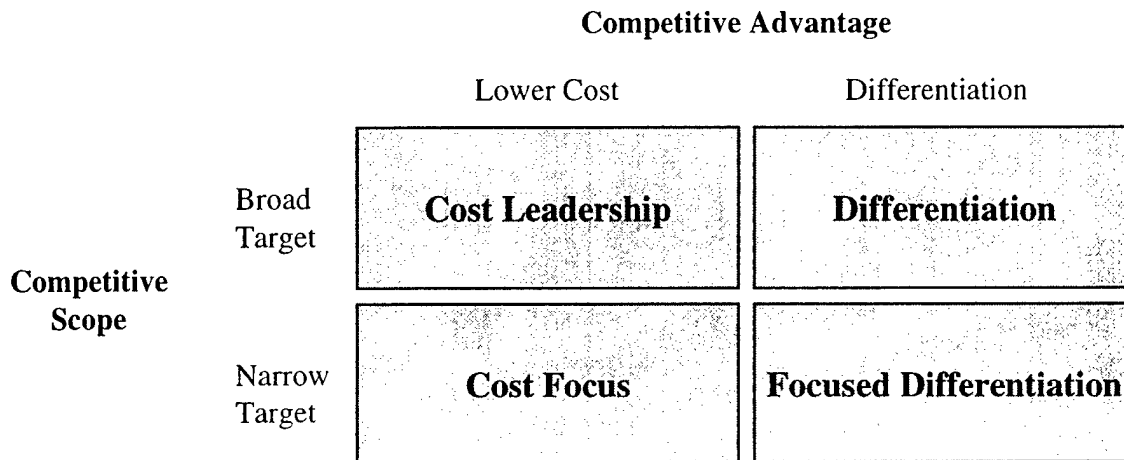 Competitive Advantage
Lower Cost
Differentiation
Broad
Target
Cost Leadership
Differentiation
Competitive
Scope
Narrow
Target
Cost Focus
Focused Differentiation